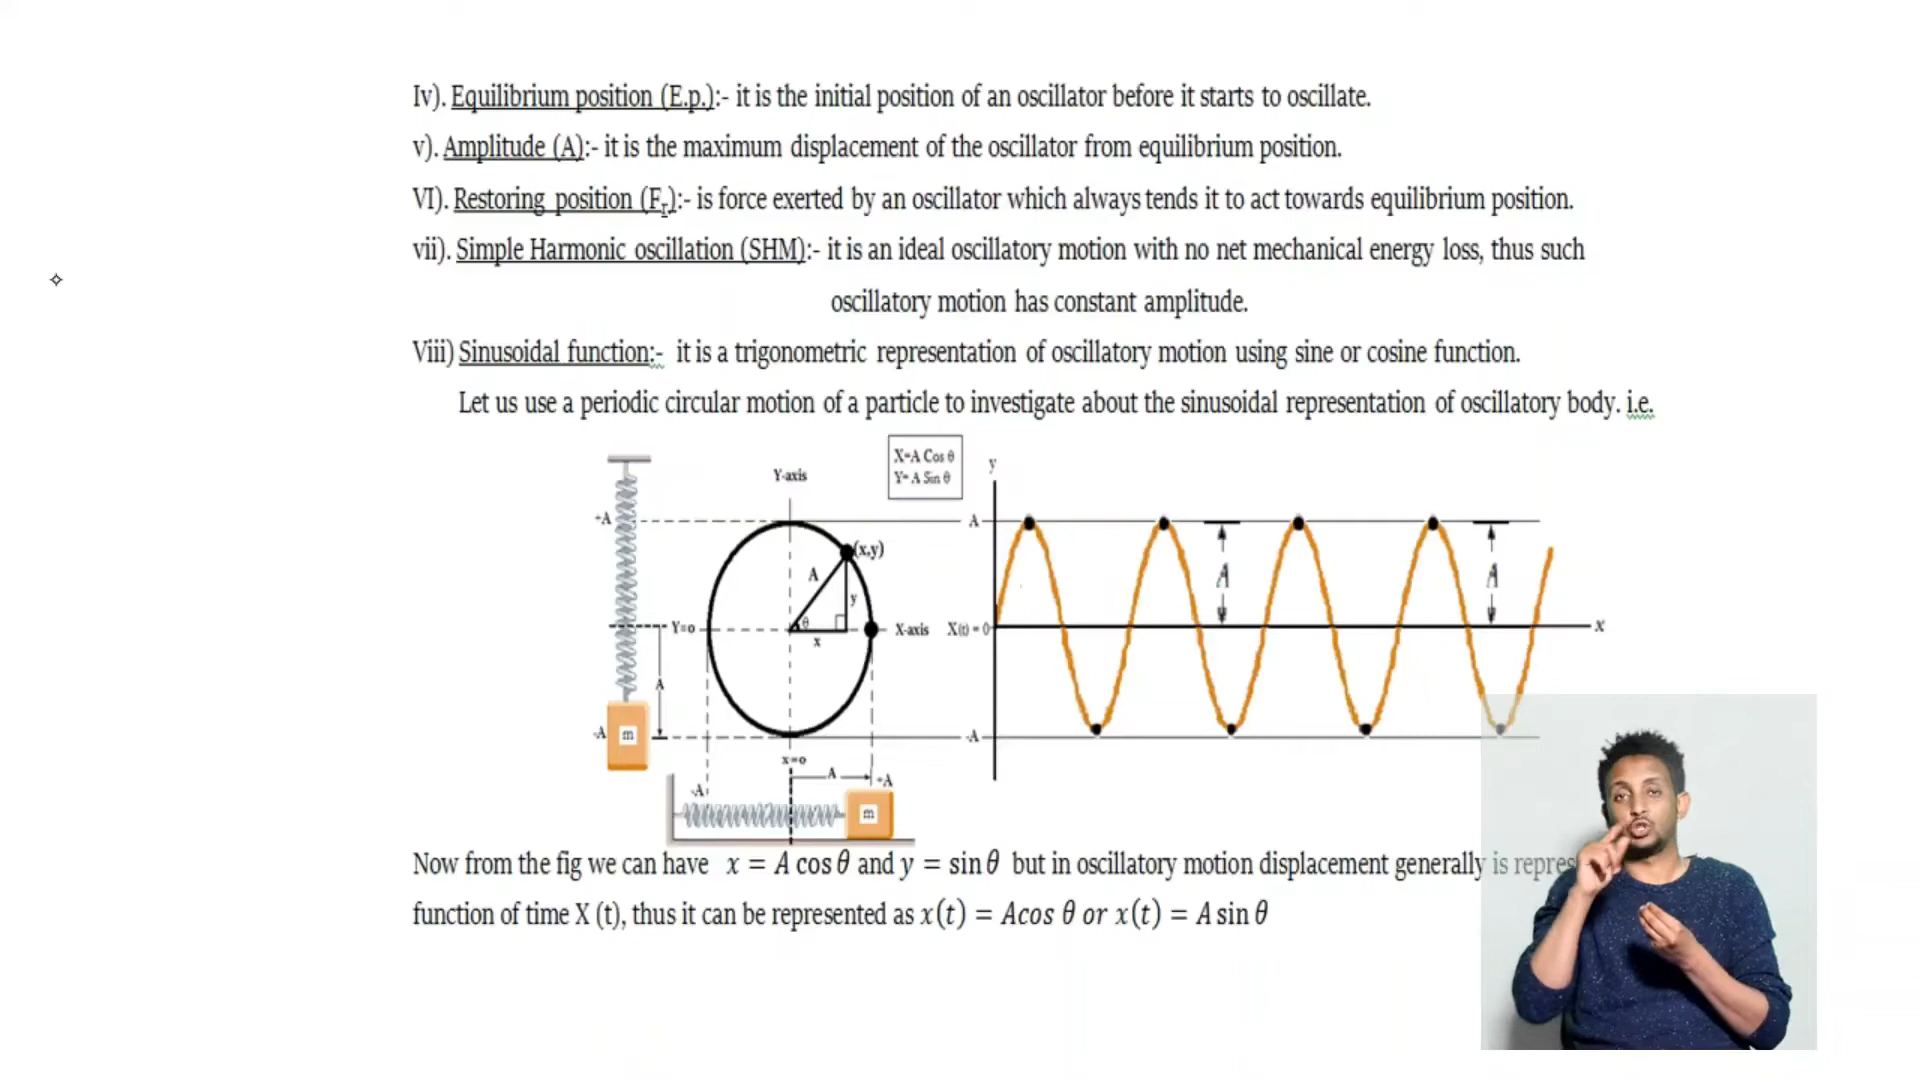 Iv). Equilibrium position (E.p.):- it is the initial position of an oscillator before it starts to oscillate.
v). Amplitude (A):- it is the maximum displacement of the oscillator from equilibrium position.
VI). Restoring position (Fr):- is force exerted by an oscillator which always tends it to act towards equilibrium position.
vii). Simple Harmonic oscillation (SHM):- it is an ideal oscillatory motion with no net mechanical energy loss, thus such
oscillatory motion has constant amplitude.
Viii) Sinusoidal function:- it is a trigonometric representation of oscillatory motion using sine or cosine function.
Let us use a periodic circular motion of a particle to investigate about the sinusoidal representation of oscillatory body. i.e.
X=A Cos θ
Y= A Sin θ
Y-axis
y
+A
A
(x,y)
A
A
A
y
θ
Y=0
X-axis
X(t) = 0
x
x
A
-A
m
-A
x=0
A
+A
-A
m
Now from the fig we can have x = A cos θ and y = sin θ but in oscillatory motion displacement generally is
function of time X (t), thus it can be represented as x(t) = Acos θ or x(t) = A sin θ